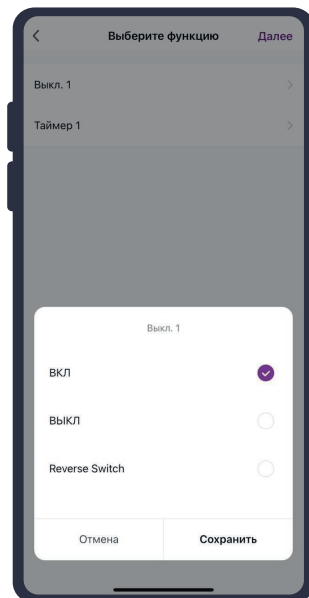 Выберите функцию Далее
Выкл. 1
Таймер 1
Выкл. 1
ВКЛ
ВЫКЛ
Reverse Switch
Отмена Сохранить